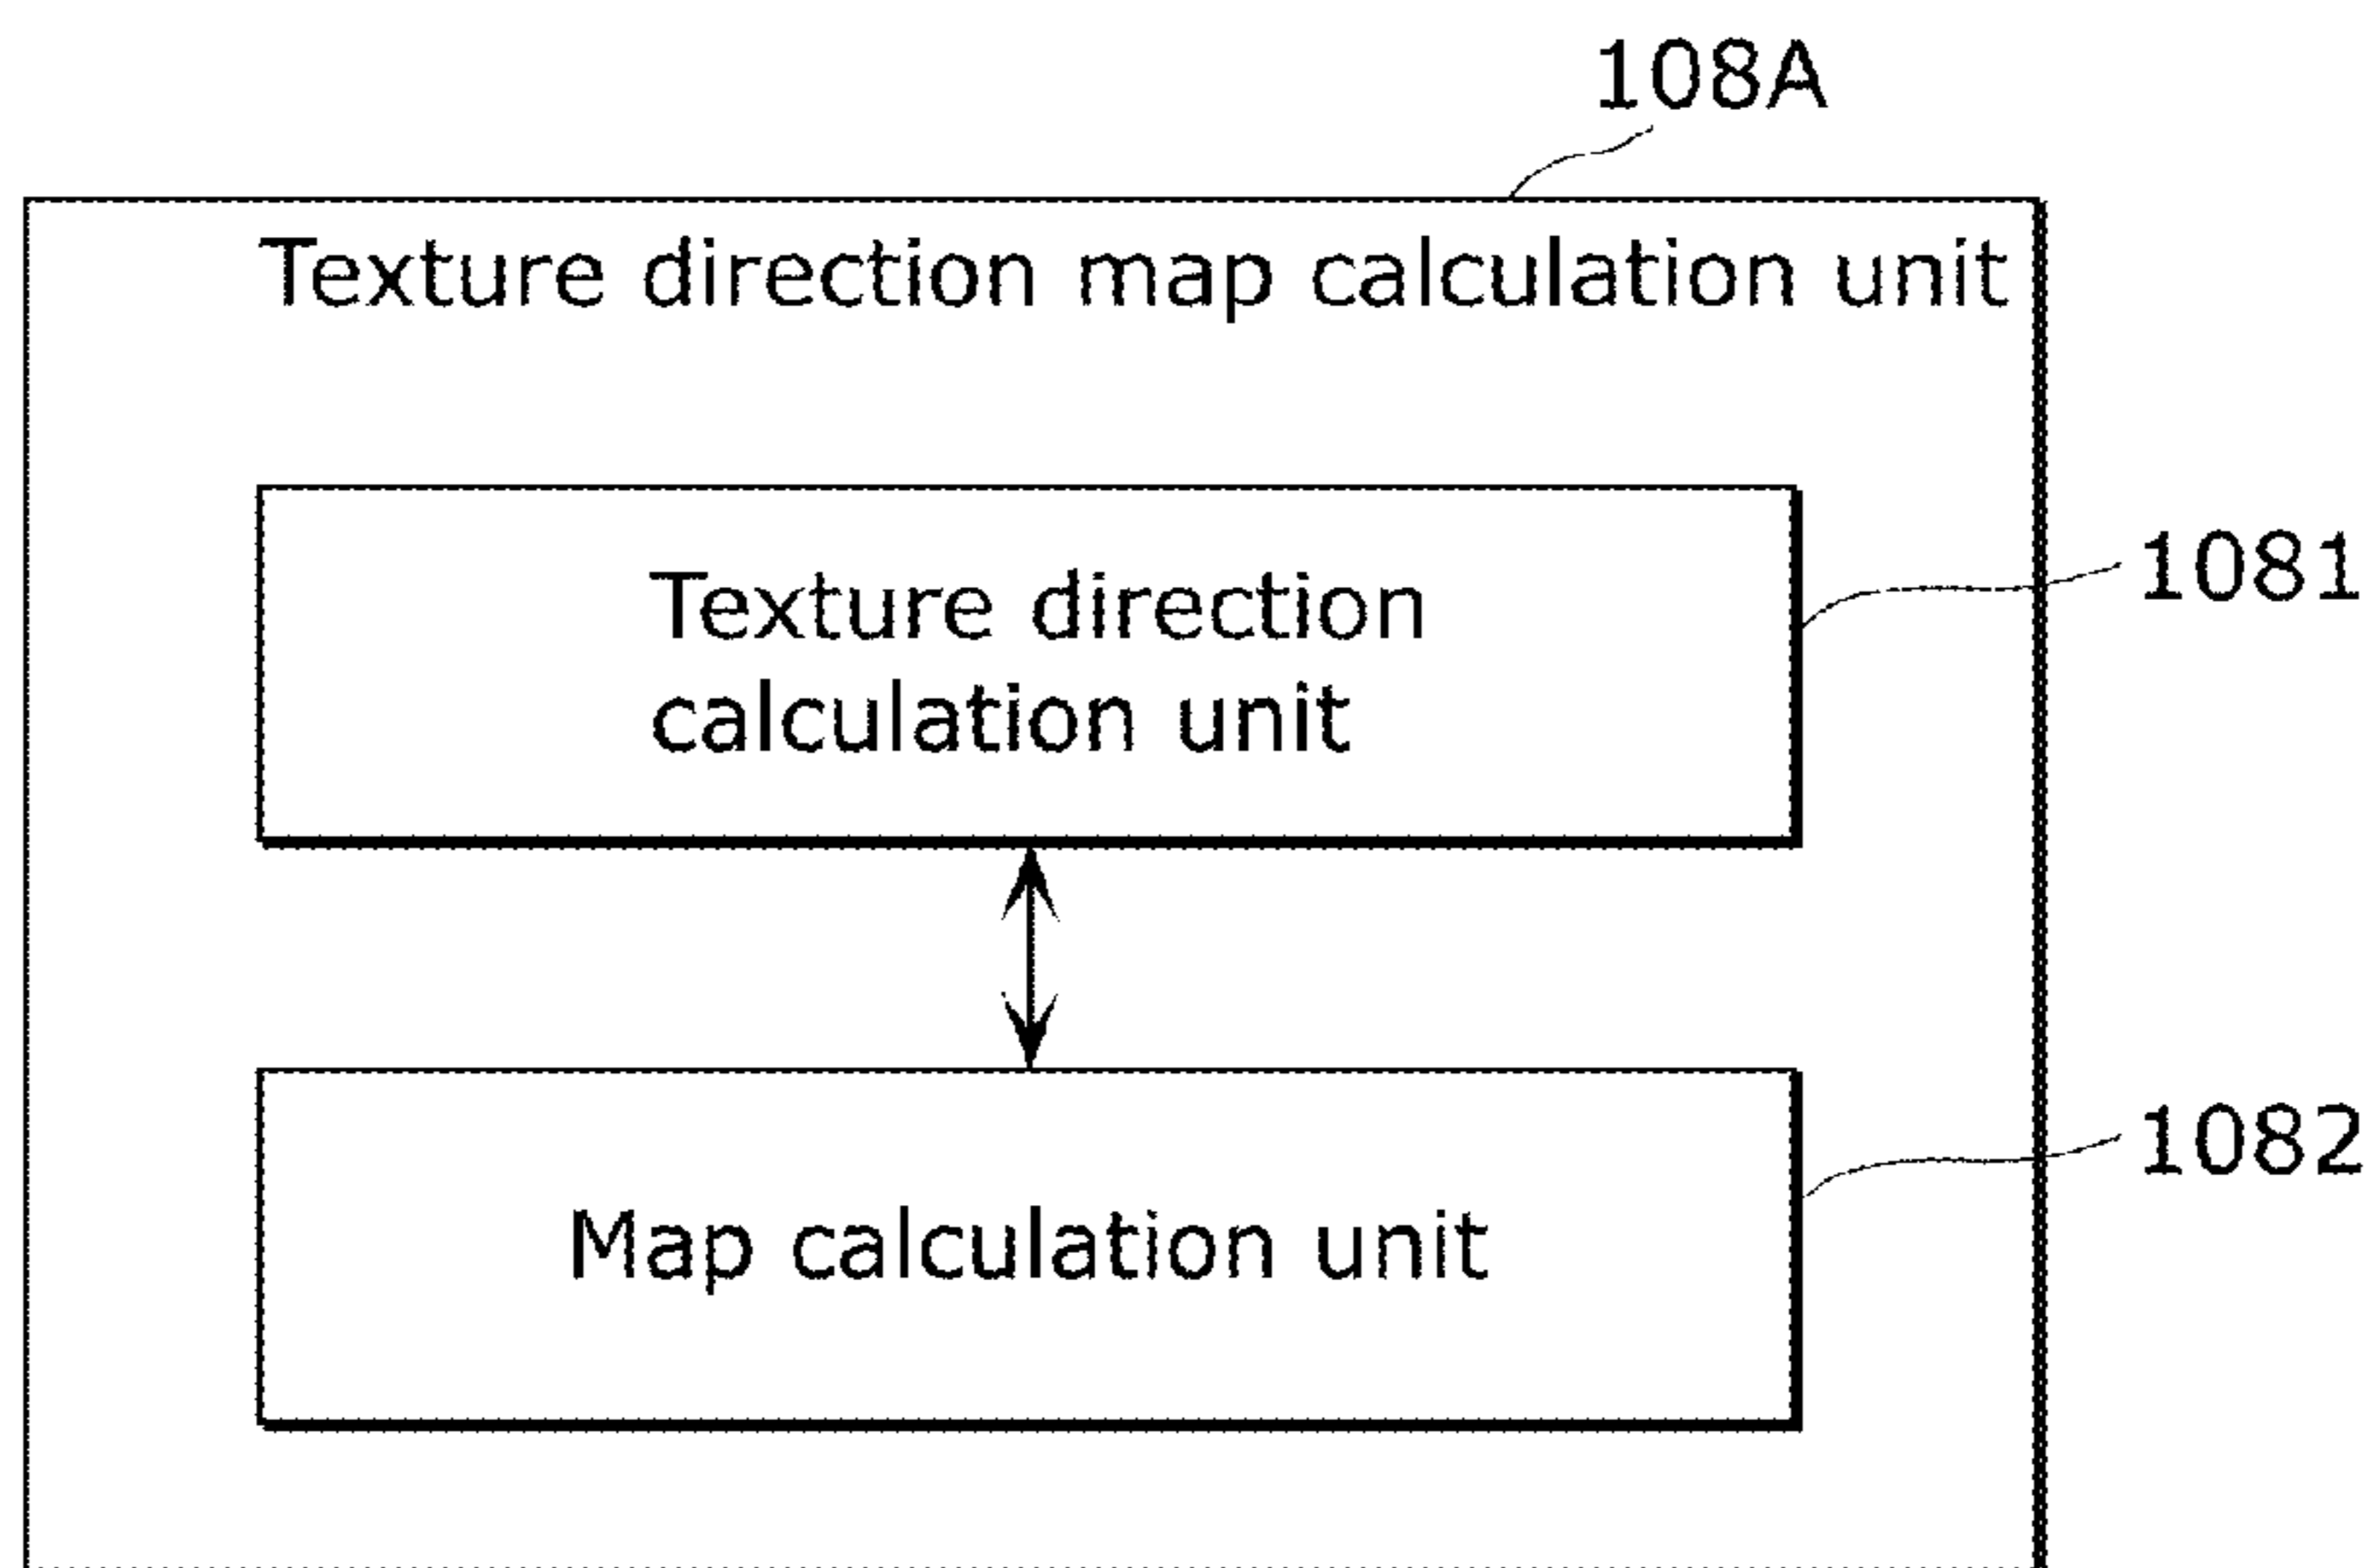 108A
Texture direction map calculation unit
Texture direction
calculation unit
1081
Map calculation unit
1082